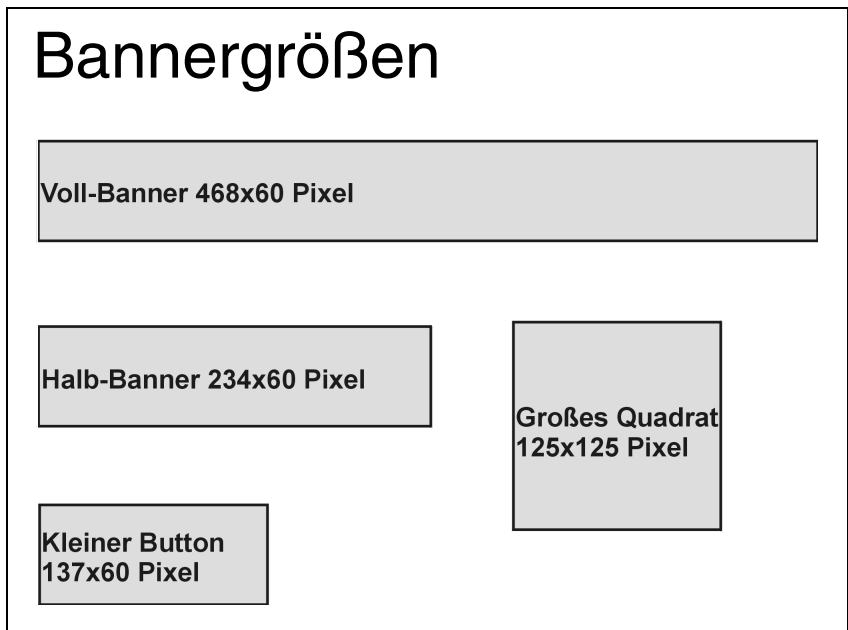 Bannergrößen
Voll-Banner 468x60 Pixel
Halb-Banner 234x60 Pixel
Großes Quadrat
125x125 Pixel
Kleiner Button
137x60 Pixel